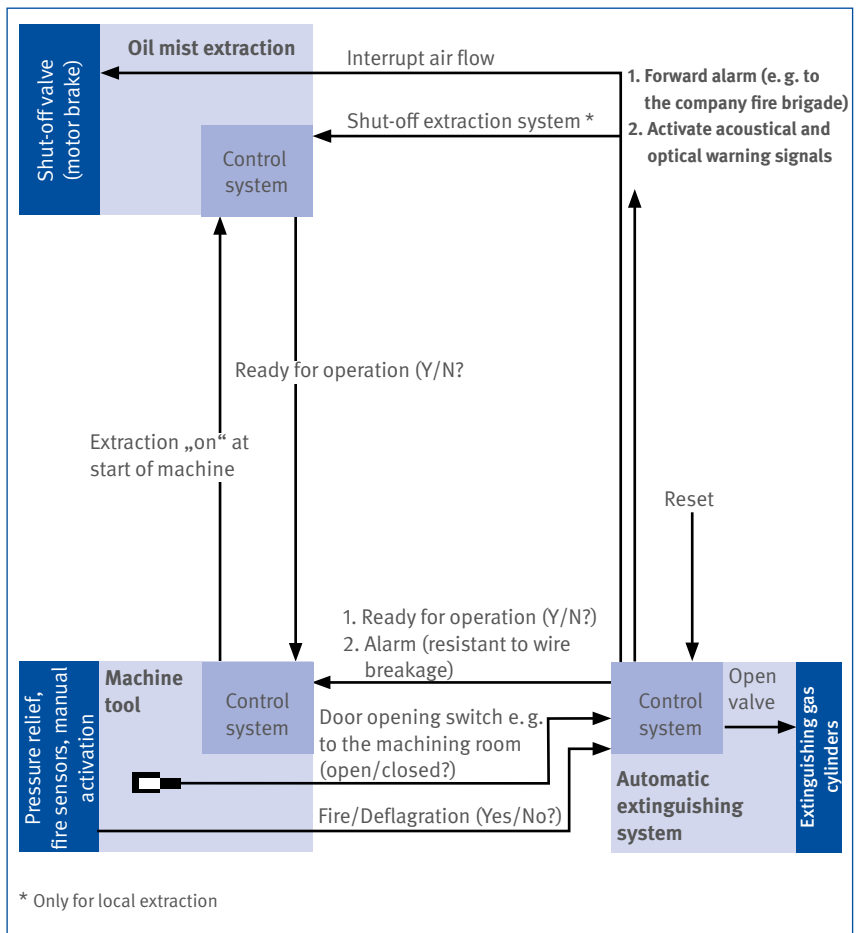 Oil mist extraction
Shut-off valve
(motor brake)
Control
system
Interrupt air flow
Shut-off extraction system *
1. Forward alarm (e. g. to
the company fire brigade)
2. Activate acoustical and
optical warning signals
Ready for operation (Y/N?
Extraction „on“ at
start of machine
Reset
1. Ready for operation (Y/N?)
2. Alarm (resistant to wire
breakage)
Pressure relief,
fire sensors, manual
activation
Machine
tool
Control
system
Door opening switch e. g.
to the machining room
(open/closed?)
Fire/Deflagration (Yes/No?)
Control
system
Open
valve
Automatic
extinguishing
system
Extinguishing gas
cylinders
* Only for local extraction